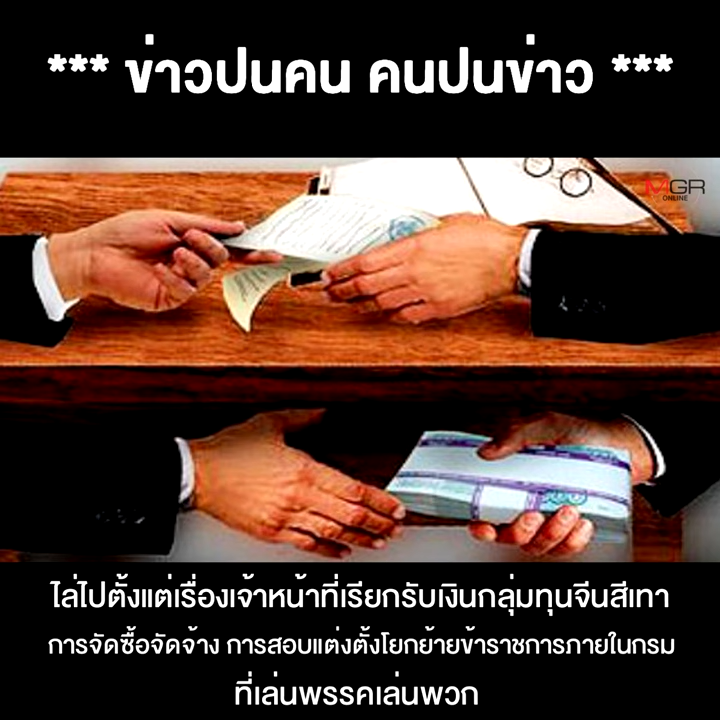 *** ข่าวปนคน คนปนข่าว ***
MGR
ONLINE
ไล่ไปตั้งแต่เรื่องเจ้าหน้าที่เรียกรับเงินกลุ่มทุนจีนสีเทา
การจัดซื้อจัดจ้าง การสอบแต่งตั้งโยกย้ายข้าราชการภายในกรม
ที่เล่นพรรคเล่นพวก